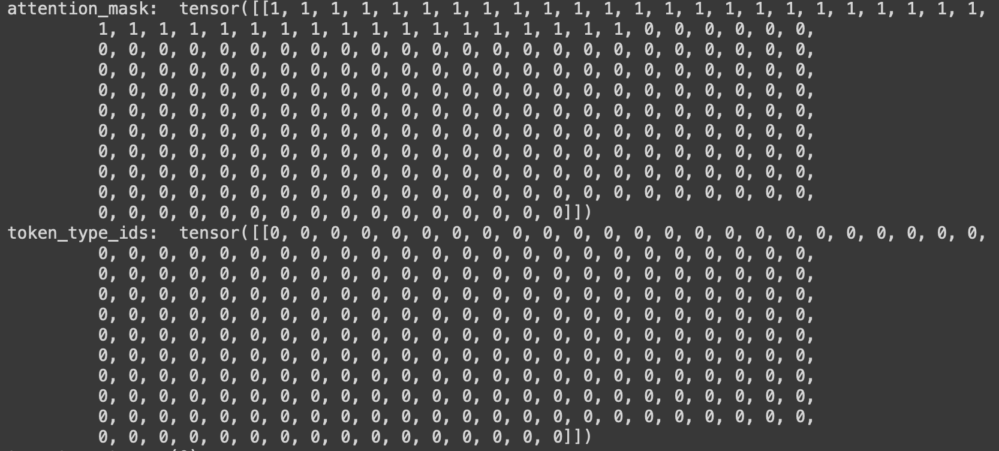 attention_mask:  tensor([[1, 1, 1, 1, 1, 1, 1, 1, 1, 1, 1, 1, 1, 1, 1, 1, 1, 1, 1, 1, 1, 1, 1, 1,
1, 1, 1, 1, 1, 1, 1, 1, 1, 1, 1, 1, 1, 1, 1, 1, 1, 1, 0, 0, 0, 0, 0, 0,
0, 0, 0, 0, 0, 0, 0, 0, 0, 0, 0, 0, 0, 0, 0, 0, 0, 0, 0, 0, 0, 0, 0, 0,
0, 0, 0, 0, 0, 0, 0, 0, 0, 0, 0, 0, 0, 0, 0, 0, 0, 0, 0, 0, 0, 0, 0, 0,
0, 0, 0, 0, 0, 0, 0, 0, 0, 0, 0, 0, 0, 0, 0, 0, 0, 0, 0, 0, 0, 0, 0, 0,
0, 0, 0, 0, 0, 0, 0, 0, 0, 0, 0, 0, 0, 0, 0, 0, 0, 0, 0, 0, 0, 0, 0, 0,
0, 0, 0, 0, 0, 0, 0, 0, 0, 0, 0, 0, 0, 0, 0, 0, 0, 0, 0, 0, 0, 0, 0, 0,
0, 0, 0, 0, 0, 0, 0, 0, 0, 0, 0, 0, 0, 0, 0, 0, 0, 0, 0, 0, 0, 0, 0, 0,
0, 0, 0, 0, 0, 0, 0, 0, 0, 0, 0, 0, 0, 0, 0, 0, 0, 0, 0, 0, 0, 0, 0, 0,
0, 0, 0, 0, 0, 0, 0, 0, 0, 0, 0, 0, 0, 0, 0, 0, 0, 0, 0, 0, 0, 0, 0, 0,
0, 0, 0, 0, 0, 0, 0, 0, 0, 0, 0, 0, 0, 0, 0, 0]])
token_type_ids:  tensor([[0, 0, 0, 0, 0, 0, 0, 0, 0, 0, 0, 0, 0, 0, 0, 0, 0, 0, 0, 0, 0, 0, 0, 0,
0, 0, 0, 0, 0, 0, 0, 0, 0, 0, 0, 0, 0, 0, 0, 0, 0, 0, 0, 0, 0, 0, 0, 0,
0, 0, 0, 0, 0, 0, 0, 0, 0, 0, 0, 0, 0, 0, 0, 0, 0, 0, 0, 0, 0, 0, 0, 0,
0, 0, 0, 0, 0, 0, 0, 0, 0, 0, 0, 0, 0, 0, 0, 0, 0, 0, 0, 0, 0, 0, 0, 0,
0, 0, 0, 0, 0, 0, 0, 0, 0, 0, 0, 0, 0, 0, 0, 0, 0, 0, 0, 0, 0, 0, 0, 0,
0, 0, 0, 0, 0, 0, 0, 0, 0, 0, 0, 0, 0, 0, 0, 0, 0, 0, 0, 0, 0, 0, 0, 0,
0, 0, 0, 0, 0, 0, 0, 0, 0, 0, 0, 0, 0, 0, 0, 0, 0, 0, 0, 0, 0, 0, 0, 0,
0, 0, 0, 0, 0, 0, 0, 0, 0, 0, 0, 0, 0, 0, 0, 0, 0, 0, 0, 0, 0, 0, 0, 0,
0, 0, 0, 0, 0, 0, 0, 0, 0, 0, 0, 0, 0, 0, 0, 0, 0, 0, 0, 0, 0, 0, 0, 0,
0, 0, 0, 0, 0, 0, 0, 0, 0, 0, 0, 0, 0, 0, 0, 0, 0, 0, 0, 0, 0, 0, 0, 0,
0, 0, 0, 0, 0, 0, 0, 0, 0, 0, 0, 0, 0, 0, 0, 0]])